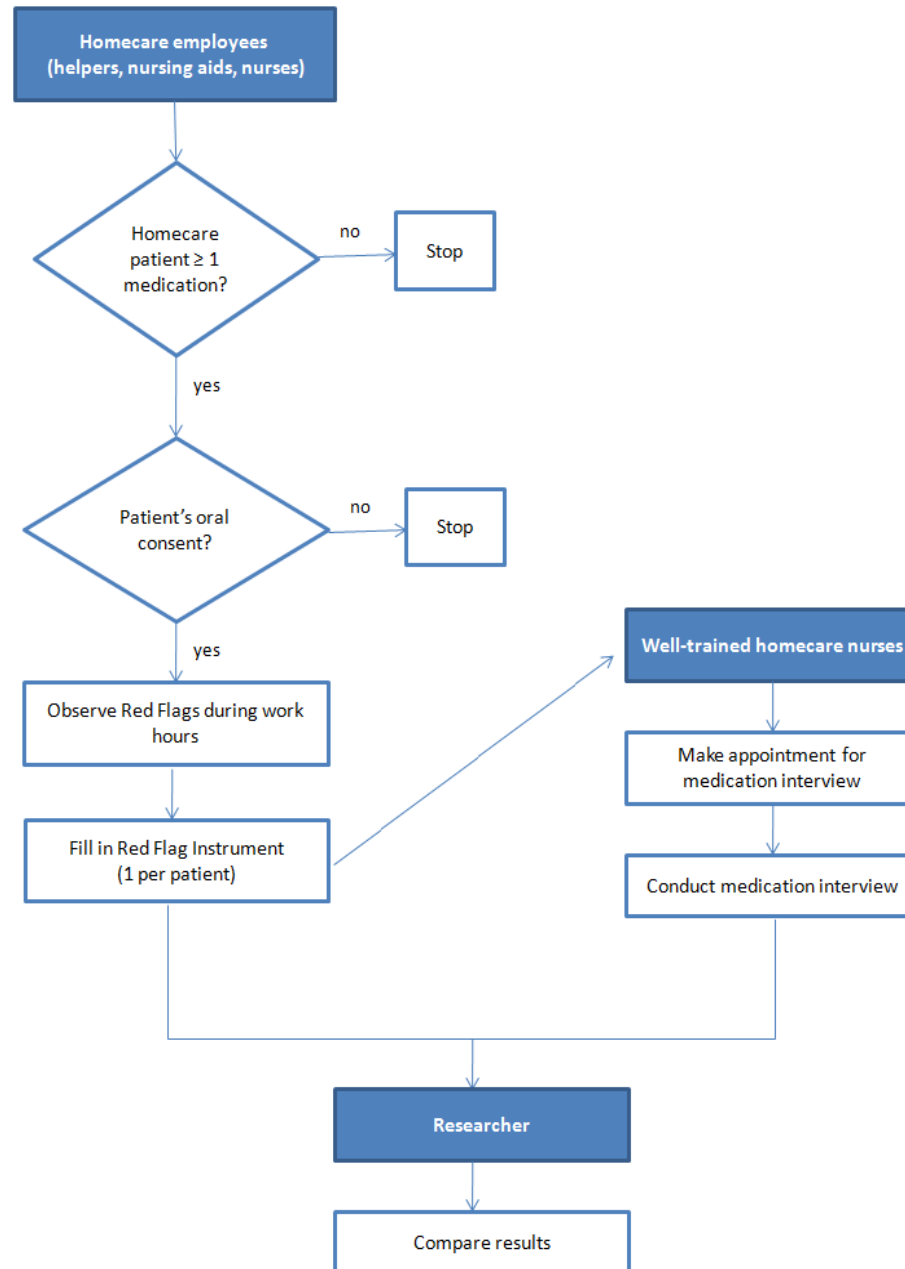 Homecare employees
(helpers, nursing aids, nurses)
Homecare
patient ≥ 1
medication?
no
Stop
yes
Patient’s oral
consent?
no
Stop
yes
Observe Red Flags during work
hours
Fill in Red Flag Instrument
(1 per patient)
Well-trained homecare nurses
Make appointment for
medication interview
Conduct medication interview
Researcher
Compare results